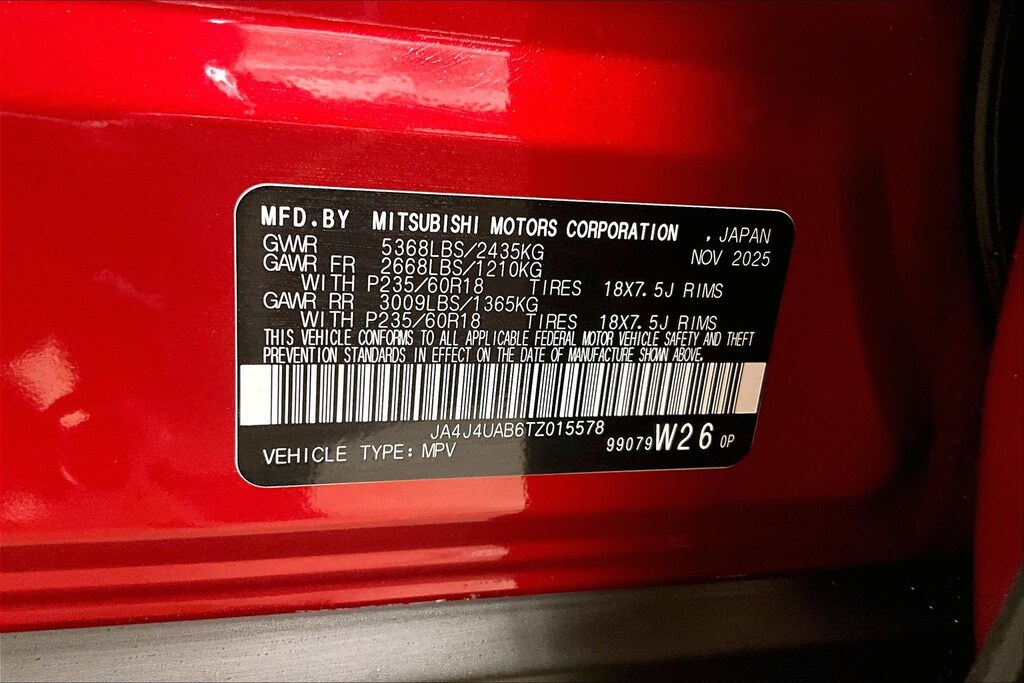 MFD.BY MITSUBISHI MOTORS CORPORATION , JAPAN
GVWR 5368LBS/2435KG NOV 2025
GAWR FR 2668LBS/1210KG
WITH P235/60R18 TIRES 18X7.5J RIMS
GAWR RR 3009LBS/1365KG
WITH P235/60R18 TIRES 18X7.5J RIMS
THIS VEHICLE CONFORMS TO ALL APPLICABLE FEDERAL MOTOR VEHICLE SAFETY AND THEFT
PREVENTION STANDARDS IN EFFECT ON THE DATE OF MANUFACTURE SHOWN ABOVE.
JA4J4UAB6TZ015578
VEHICLE TYPE: MPV 99079 W26 0P